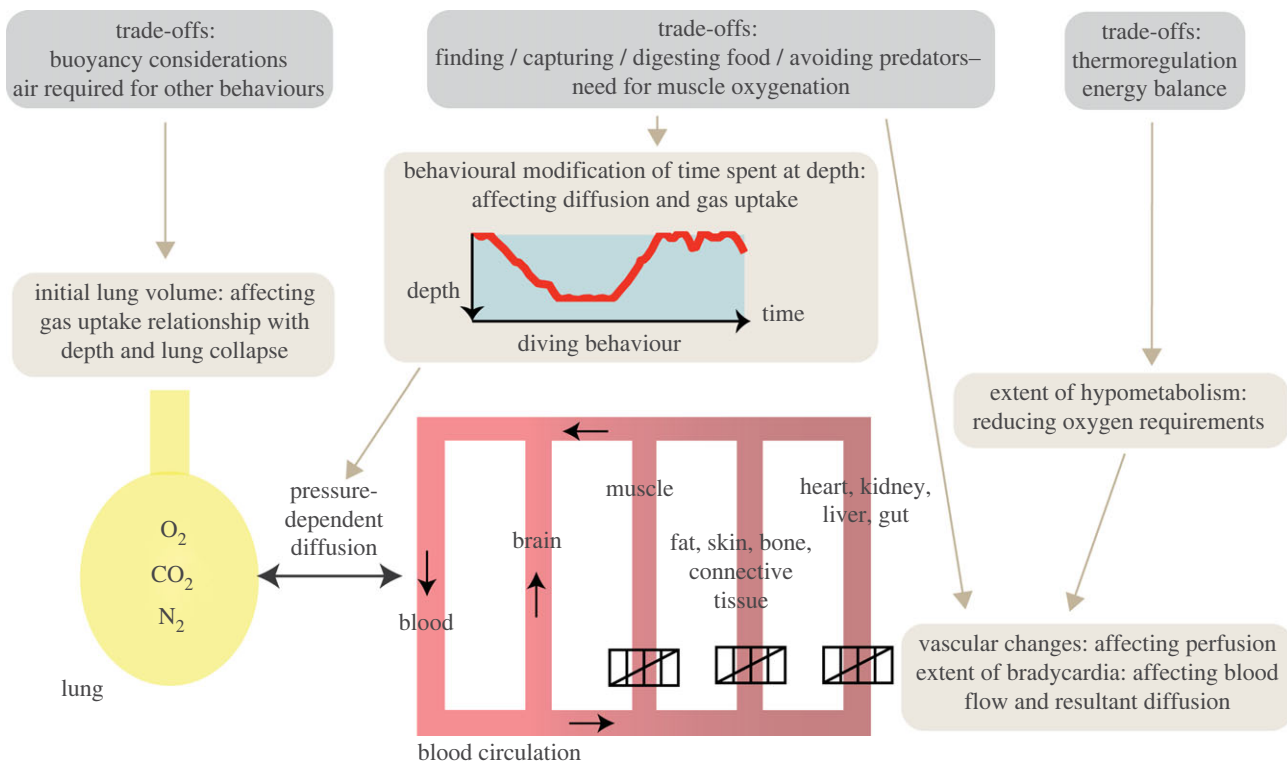 trade-offs:
buoyancy considerations
air required for other behaviours
trade-offs:
finding / capturing / digesting food / avoiding predators–
need for muscle oxygenation
trade-offs:
thermoregulation
energy balance
behavioural modification of time spent at depth:
affecting diffusion and gas uptake
depth
time
diving behaviour
initial lung volume: affecting
gas uptake relationship with
depth and lung collapse
extent of hypometabolism:
reducing oxygen requirements
pressure-
dependent
diffusion
O₂
CO₂
N₂
lung
blood
brain
muscle
fat, skin, bone,
connective
tissue
heart, kidney,
liver, gut
blood circulation
vascular changes: affecting perfusion
extent of bradycardia: affecting blood
flow and resultant diffusion